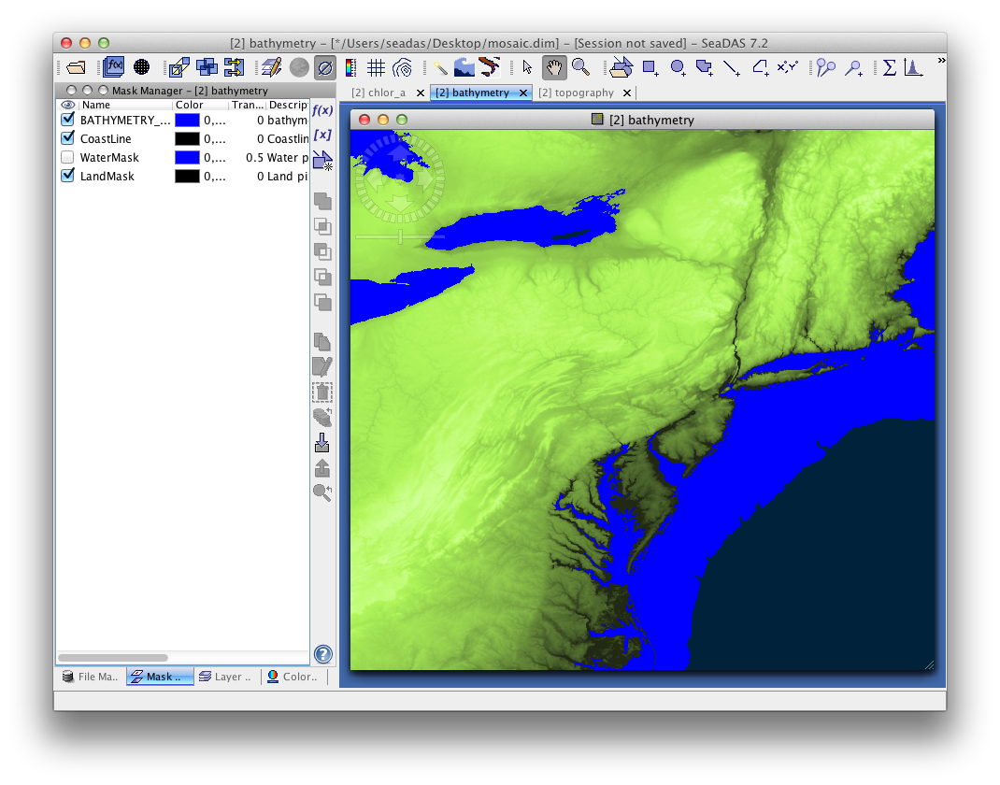 [2] bathymetry – [*/Users/seadas/Desktop/mosaic.dim] – [Session not saved] – SeaDAS 7.2
f(x)
»
Mask Manager – [2] bathymetry
[2] chlor_a
[2] bathymetry
[2] topography
Name Color Tran... Descrip
BATHYMETRY_... 0,... 0 bathym
CoastLine 0,... 0 Coastlin
WaterMask 0,... 0.5 Water p
LandMask 0,... 0 Land pi
f(x)
[x]
[2] bathymetry
?
File Ma..
Mask ..
Layer ..
Color..